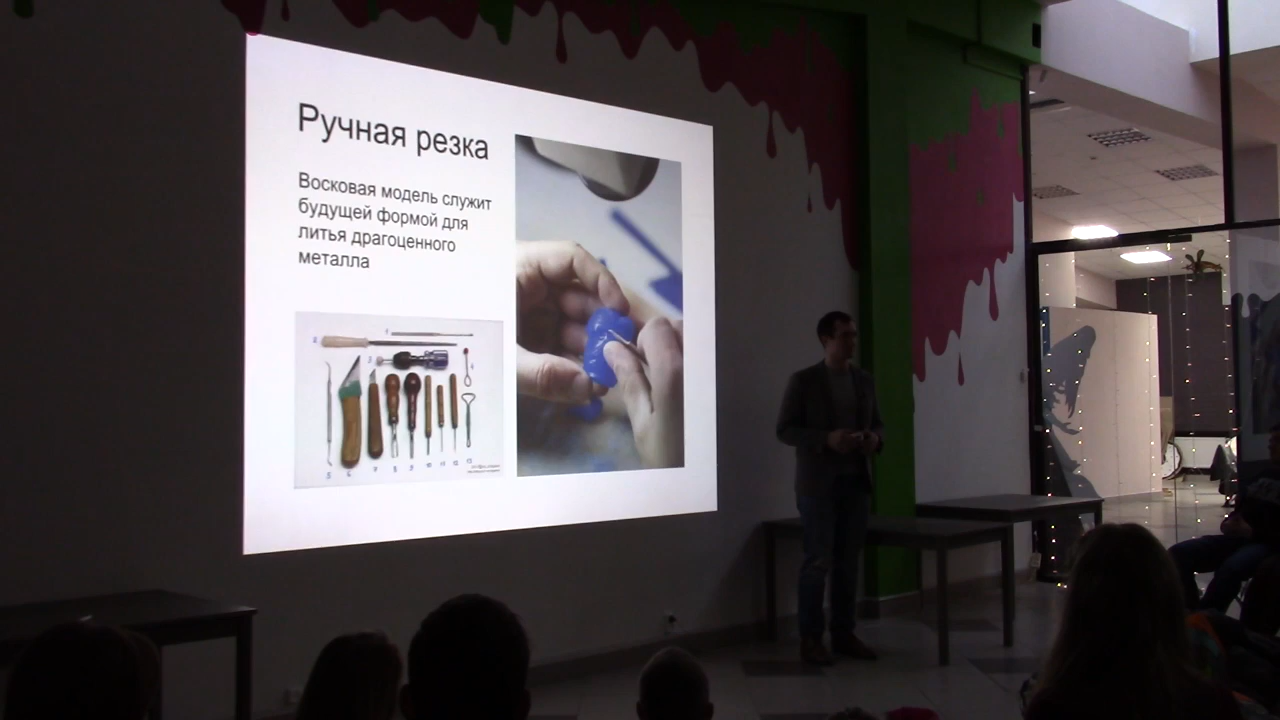 Ручная резка
Восковая модель служит
будущей формой для
литья драгоценного
металла